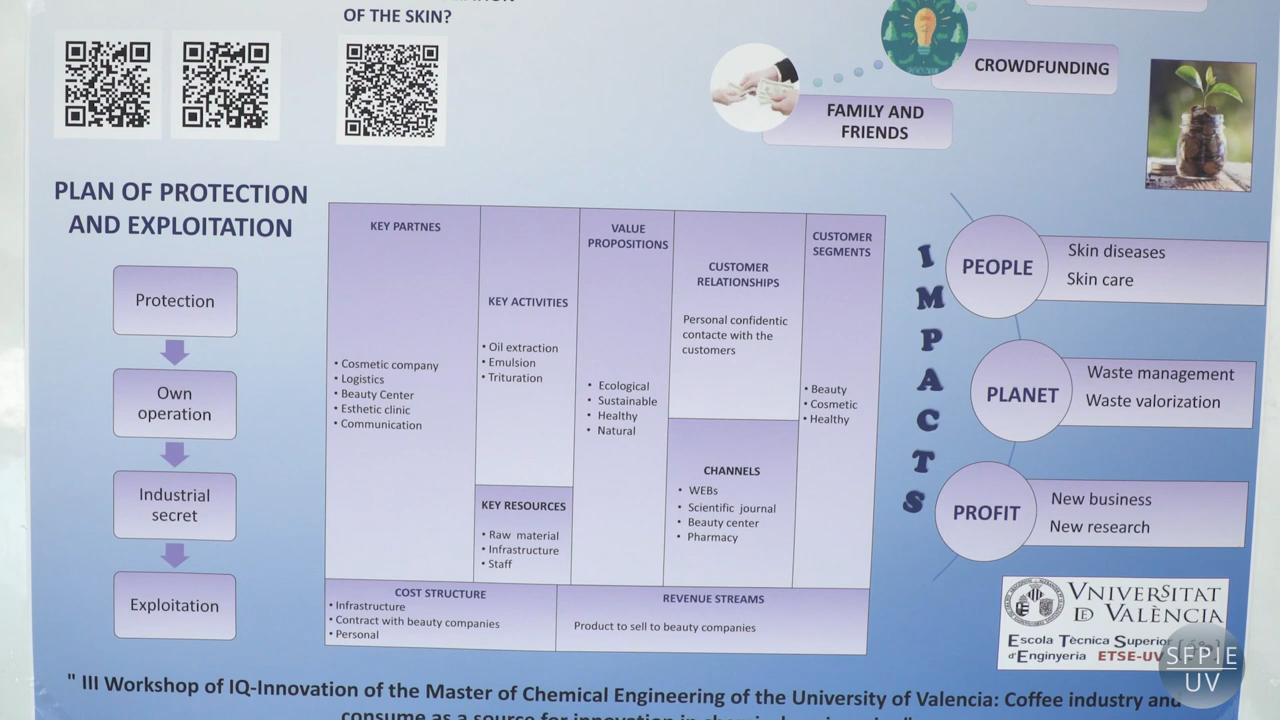 OF THE SKIN?
CROWDFUNDING
FAMILY AND
FRIENDS
PLAN OF PROTECTION
AND EXPLOITATION
Protection
Own
operation
Industrial
secret
Exploitation
KEY PARTNES
• Cosmetic company
• Logistics
• Beauty Center
• Esthetic clinic
• Communication
KEY ACTIVITIES
• Oil extraction
• Emulsion
• Trituration
KEY RESOURCES
• Raw material
• Infrastructure
• Staff
VALUE
PROPOSITIONS
• Ecological
• Sustainable
• Healthy
• Natural
CUSTOMER
RELATIONSHIPS
Personal confidentic
contacte with the
customers
CHANNELS
• WEBs
• Scientific journal
• Beauty center
• Pharmacy
CUSTOMER
SEGMENTS
• Beauty
• Cosmetic
• Healthy
COST STRUCTURE
• Infrastructure
• Contract with beauty companies
• Personal
REVENUE STREAMS
Product to sell to beauty companies
IMPACTS
PEOPLE
Skin diseases
Skin care
PLANET
Waste management
Waste valorization
PROFIT
New business
New research
VNIVERSITAT
DE VALÈNCIA
Escola Tècnica Superior
d'Enginyeria ETSE-UV
SFPIE
UV
" III Workshop of IQ-Innovation of the Master of Chemical Engineering of the University of Valencia: Coffee industry and
consume as a source for innovation in